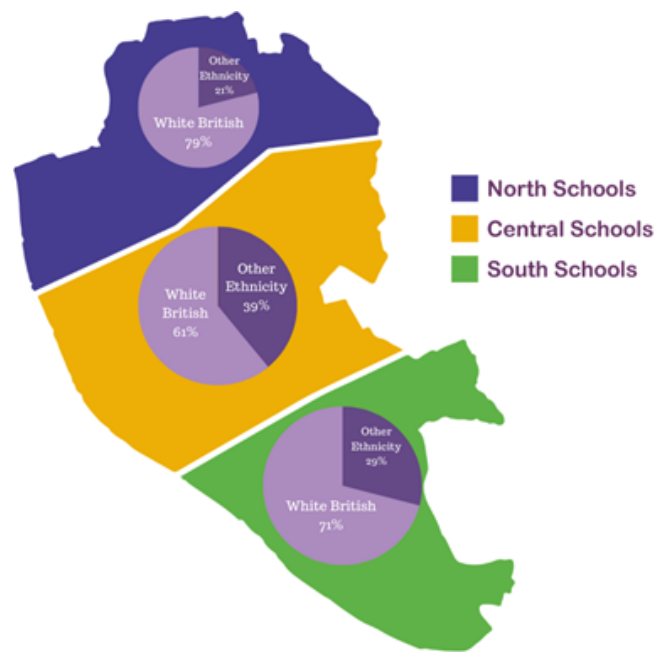 Other
Ethnicity
21%
White British
79%
North Schools
Central Schools
South Schools
Other
Ethnicity
39%
White
British
61%
Other
Ethnicity
29%
White British
71%